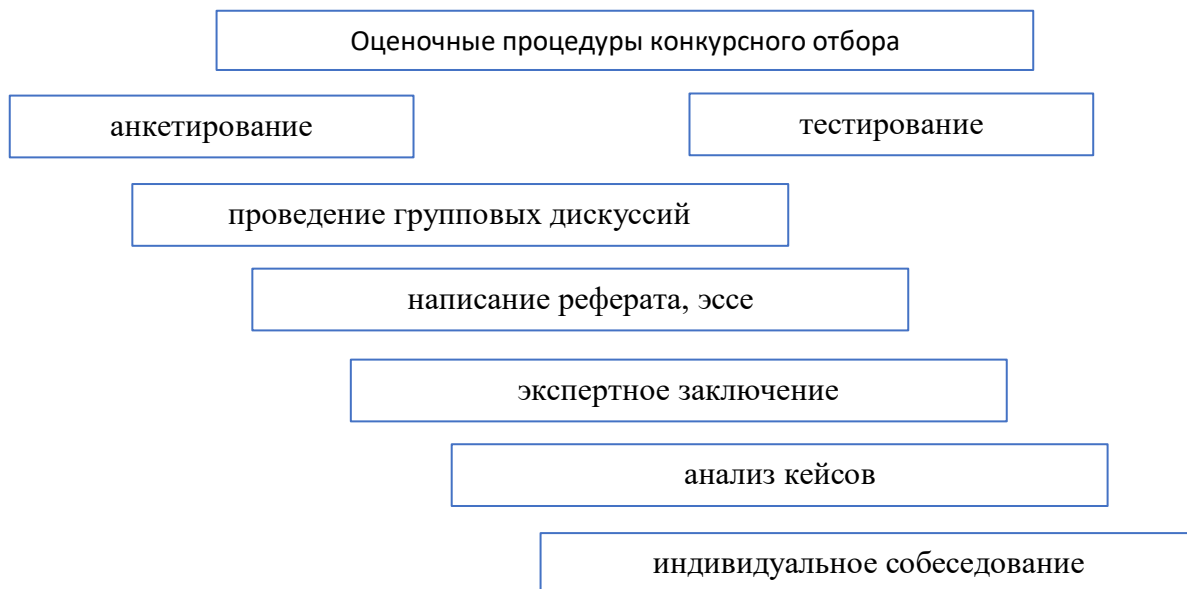 Оценочные процедуры конкурсного отбора
анкетирование
тестирование
проведение групповых дискуссий
написание реферата, эссе
экспертное заключение
анализ кейсов
индивидуальное собеседование